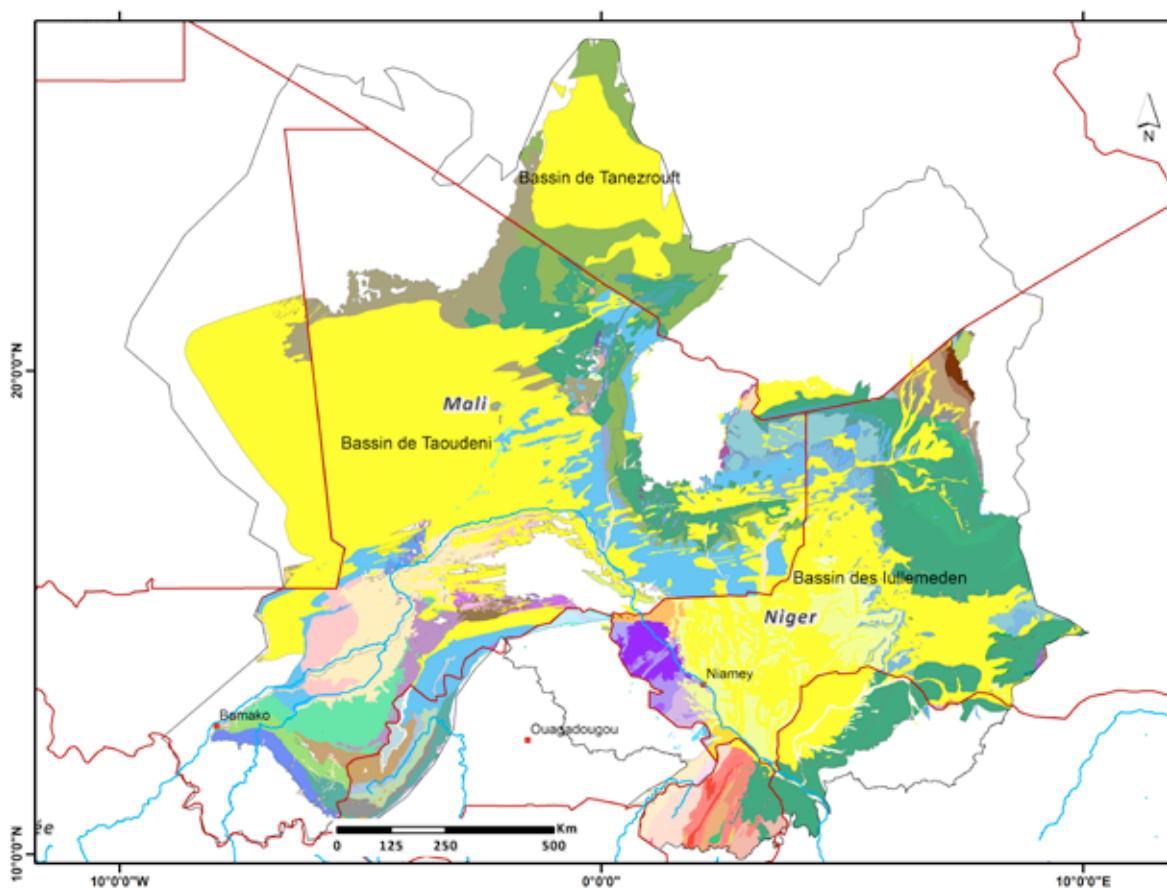 N
Bassin de Tanezrouft
20°0'0"N
Mali
Bassin de Taoudeni
Bassin des Iullemeden
Niger
Niamey
Bamako
Ouagadougou
Km
0 125 250 500
10°0'0"N
10°0'0"W 0°0'0" 10°0'0"E